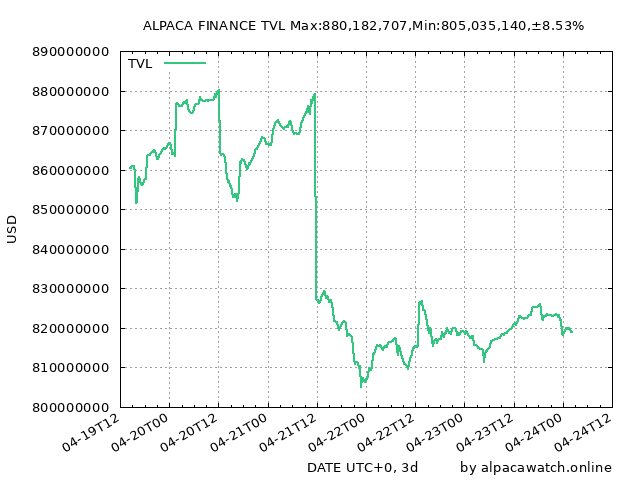 ALPACA FINANCE TVL Max:880,182,707,Min:805,035,140,±8.53%
890000000
TVL
880000000
870000000
860000000
850000000
840000000
830000000
820000000
810000000
800000000
USD
04-19T12
04-20T00
04-20T12
04-21T00
04-21T12
04-22T00
04-22T12
04-23T00
04-23T12
04-24T00
04-24T12
DATE UTC+0, 3d
by alpacawatch.online